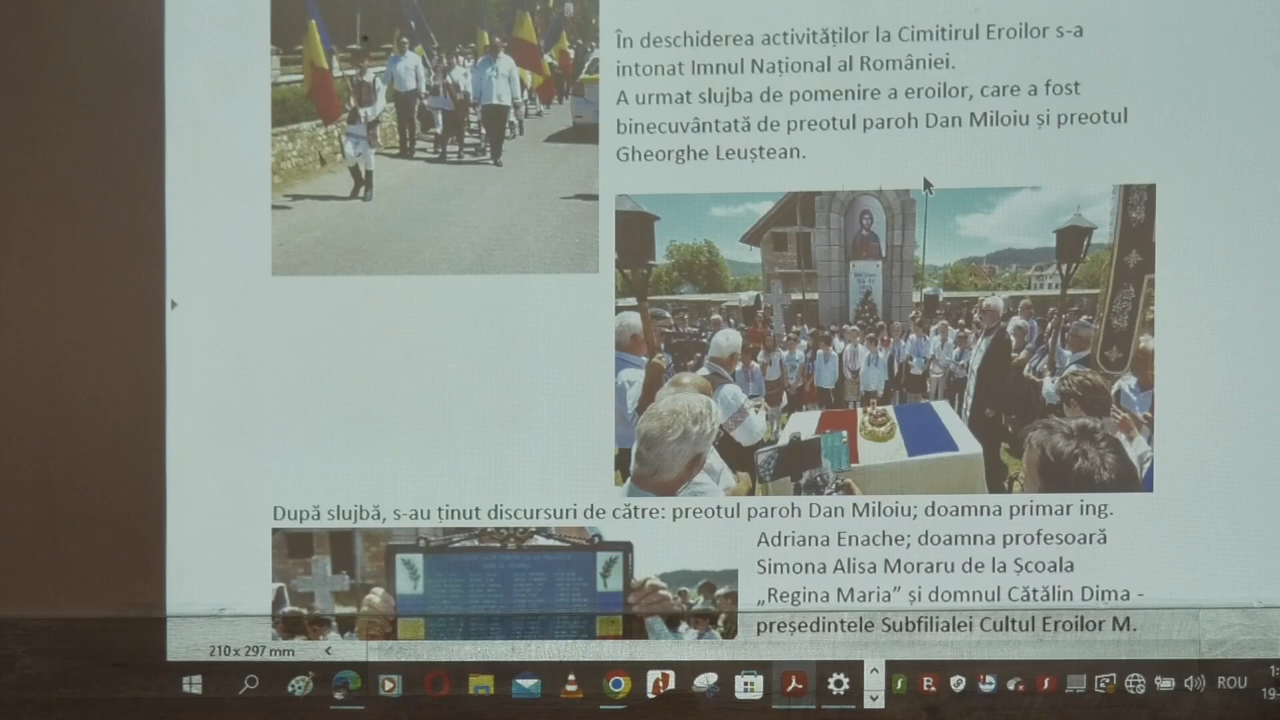 În deschiderea activităților la Cimitirul Eroilor s-a
intonat Imnul Național al României.
A urmat slujba de pomenire a eroilor, care a fost
binecuvântată de preotul paroh Dan Miloiu și preotul
Gheorghe Leuștean.
După slujbă, s-au ținut discursuri de către: preotul paroh Dan Miloiu; doamna primar ing.
Adriana Enache; doamna profesoară
Simona Alisa Moraru de la Școala
„Regina Maria” și domnul Cătălin Dima -
președintele Subfilialei Cultul Eroilor M.
210 x 297 mm
ROU